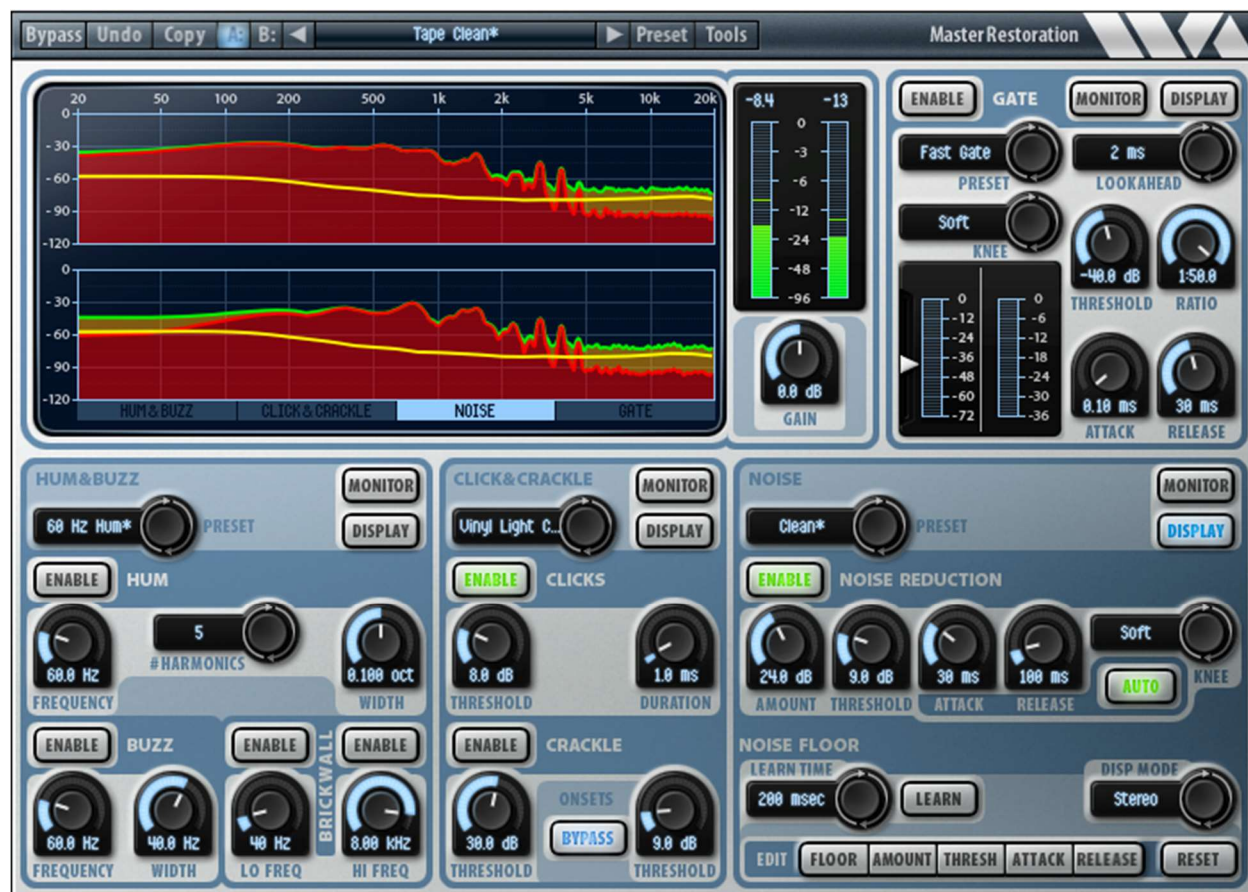 Bypass Undo Copy A: B: Tape Clean* Preset Tools MasterRestoration
20 50 100 200 500 1k 2k 5k 10k 20k
0
-30
-60
-90
-120
0
-30
-60
-90
-120
HUM&BUZZ CLICK&CRACKLE NOISE GATE
-8.4 -13
0
-3
-6
-12
-24
-48
-96
0.0 dB
GAIN
ENABLE GATE MONITOR DISPLAY
Fast Gate 2 ms
PRESET LOOKAHEAD
Soft
KNEE
-40.0 dB 1:50.0
THRESHOLD RATIO
0 0
-12 -6
-24 -12
-36 -18
-48 -24
-60 -30
-72 -36
0.10 ms 30 ms
ATTACK RELEASE
HUM&BUZZ MONITOR
60 Hz Hum* PRESET DISPLAY
ENABLE HUM
5
#HARMONICS
60.0 Hz 0.100 oct
FREQUENCY WIDTH
ENABLE BUZZ ENABLE BRICKWALL ENABLE
60.0 Hz 40.0 Hz 40 Hz 8.00 kHz
FREQUENCY WIDTH LO FREQ HI FREQ
CLICK&CRACKLE MONITOR
Vinyl Light C... DISPLAY
ENABLE CLICKS
8.0 dB 1.0 ms
THRESHOLD DURATION
ENABLE CRACKLE
ONSETS
BYPASS
30.0 dB 9.0 dB
THRESHOLD THRESHOLD
NOISE MONITOR
Clean* PRESET DISPLAY
ENABLE NOISE REDUCTION
Soft
KNEE
24.0 dB 9.0 dB 30 ms 100 ms AUTO
AMOUNT THRESHOLD ATTACK RELEASE
NOISE FLOOR
LEARN TIME DISP MODE
200 msec LEARN Stereo
EDIT FLOOR AMOUNT THRESH ATTACK RELEASE RESET